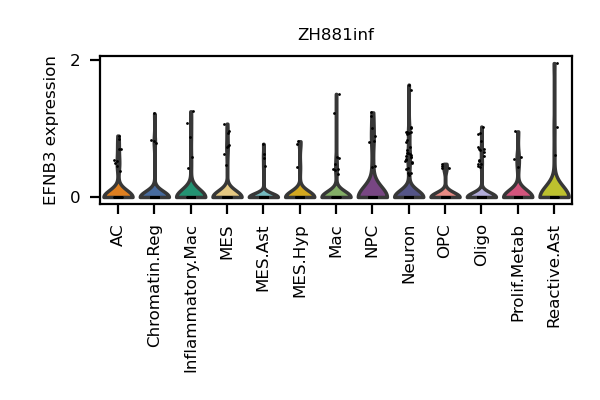 ZH881inf
EFNB3 expression
2
0
AC
Chromatin.Reg
Inflammatory.Mac
MES
MES.Ast
MES.Hyp
Mac
NPC
Neuron
OPC
Oligo
Prolif.Metab
Reactive.Ast